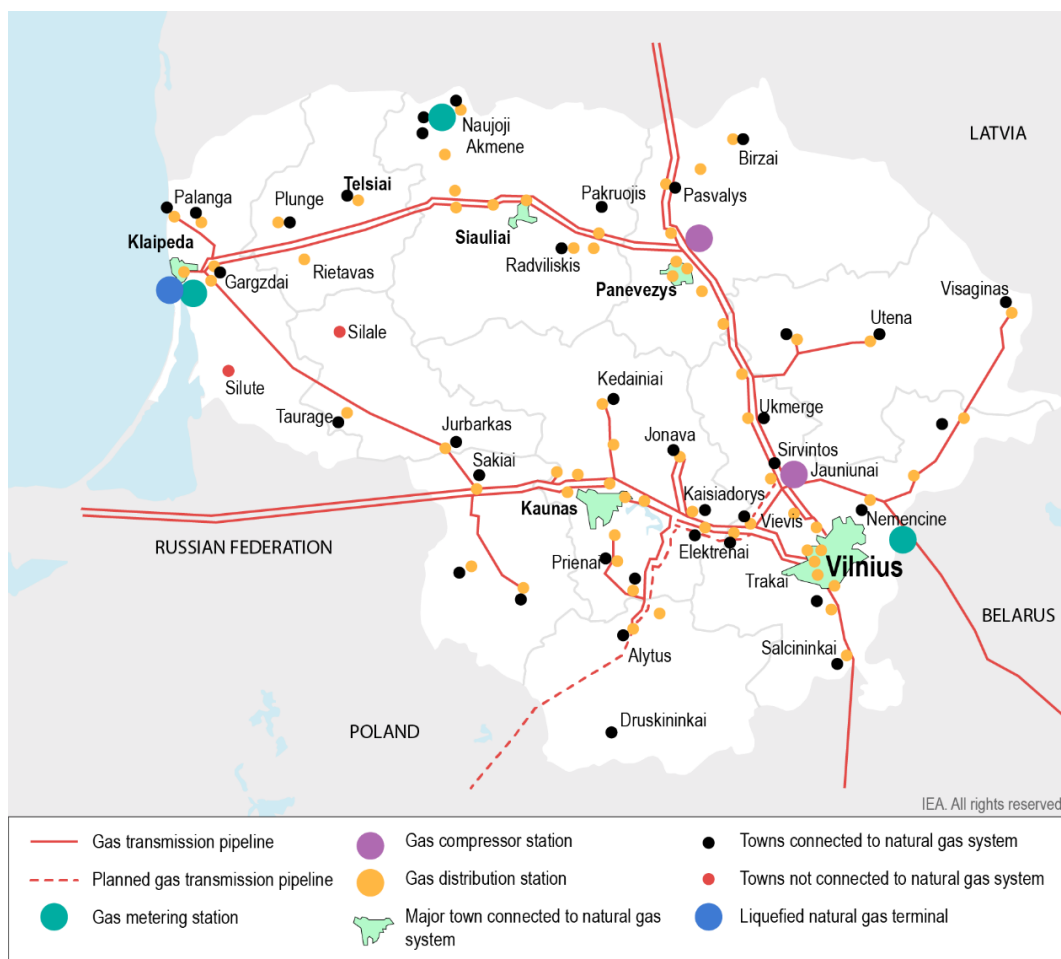 LATVIA
Naujoji
Akmene
Birzai
Telsiai
Palanga
Plunge
Pakruojis
Pasvalys
Klaipeda
Siauliai
Radviliskis
Gargzdai
Rietavas
Panevezys
Visaginas
Silale
Utena
Silute
Kedainiai
Taurage
Ukmerge
Jurbarkas
Jonava
Sirvintos
Sakiai
Jauniunai
Kaunas
Kaisiadorys
Vievis
Nemencine
RUSSIAN FEDERATION
Elektrenai
Prienai
Vilnius
Trakai
BELARUS
Salcininkai
Alytus
Druskininkai
POLAND
IEA. All rights reserved
Gas transmission pipeline
Planned gas transmission pipeline
Gas metering station
Gas compressor station
Gas distribution station
Major town connected to natural gas
system
Towns connected to natural gas system
Towns not connected to natural gas system
Liquefied natural gas terminal